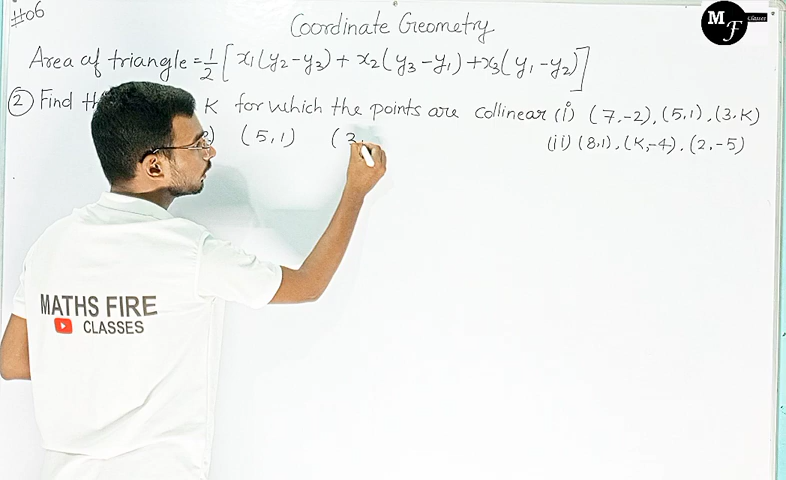 #06
Coordinate Geometry
M F Classes
Area of triangle = 1/2 [ x1(y2-y3) + x2(y3-y1) + x3(y1-y2) ]
② Find K for which the points are collinear (i) (7,-2), (5,1), (3,K)
) (5,1) (3,
(ii) (8,1), (K,-4), (2,-5)
MATHS FIRE
CLASSES